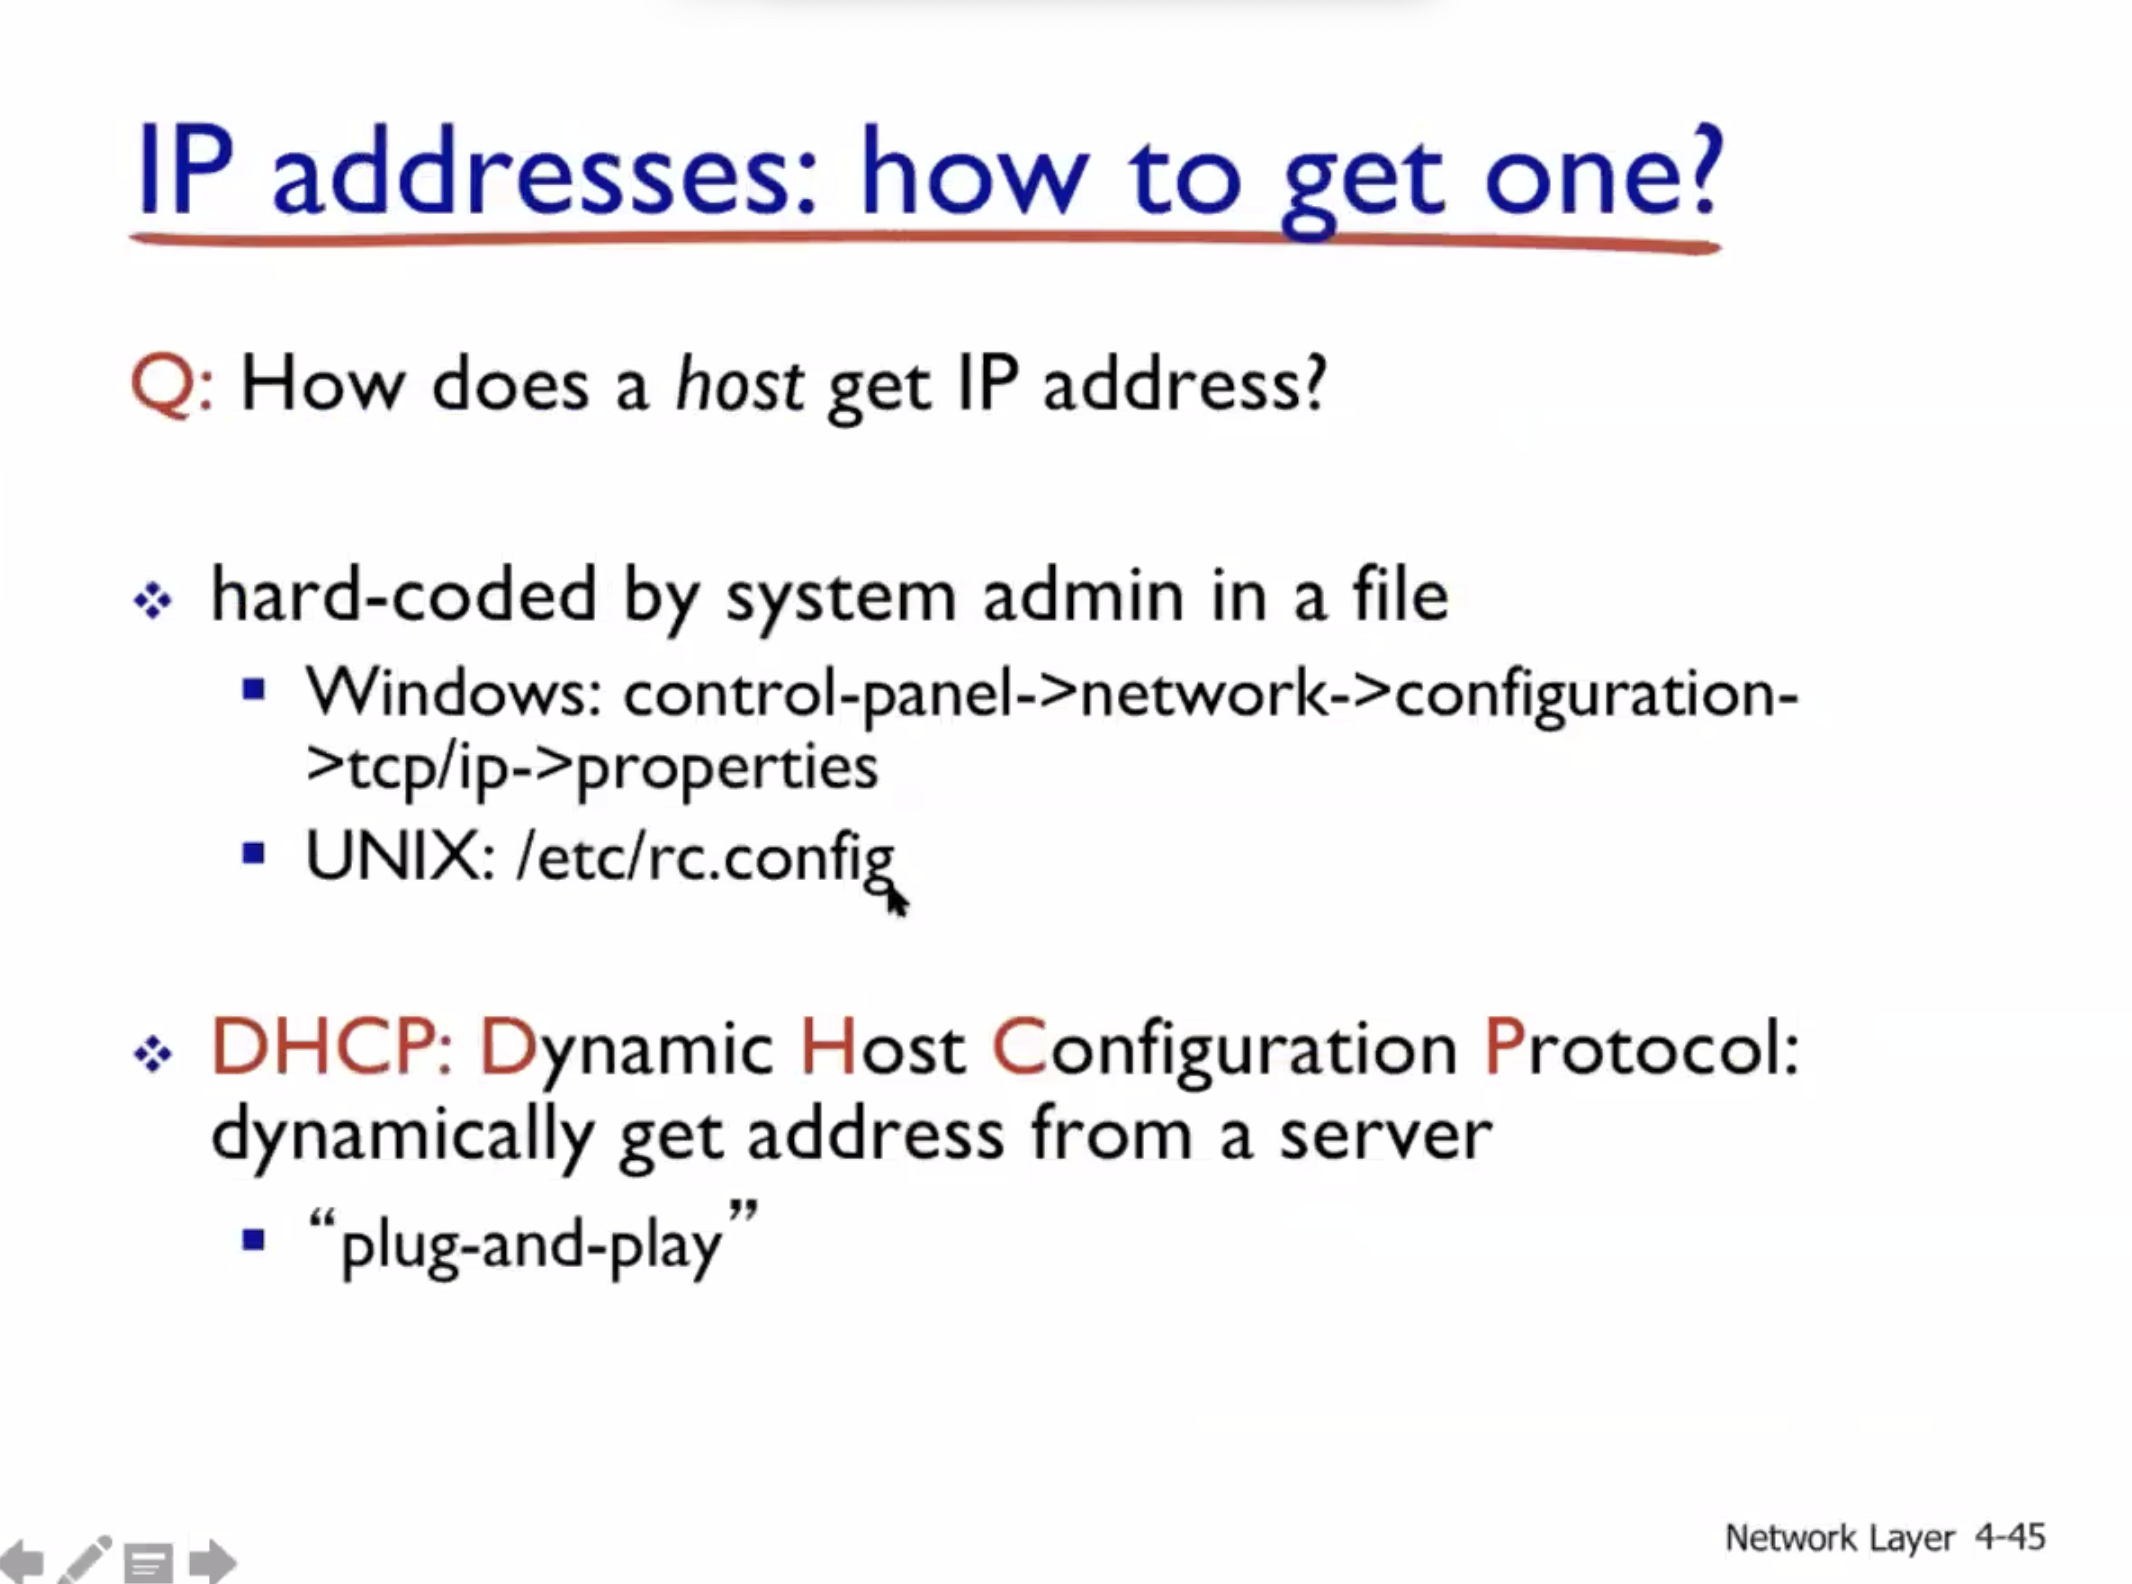 IP addresses: how to get one?
Q: How does a host get IP address?
❖ hard-coded by system admin in a file
▪ Windows: control-panel->network->configuration-
>tcp/ip->properties
▪ UNIX: /etc/rc.config
❖ DHCP: Dynamic Host Configuration Protocol:
dynamically get address from a server
▪ “plug-and-play”
Network Layer 4-45